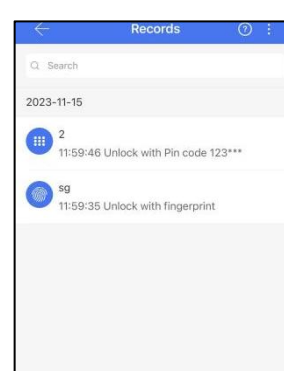 Records
Search
2023-11-15
2
11:59:46 Unlock with Pin code 123***
sg
11:59:35 Unlock with fingerprint